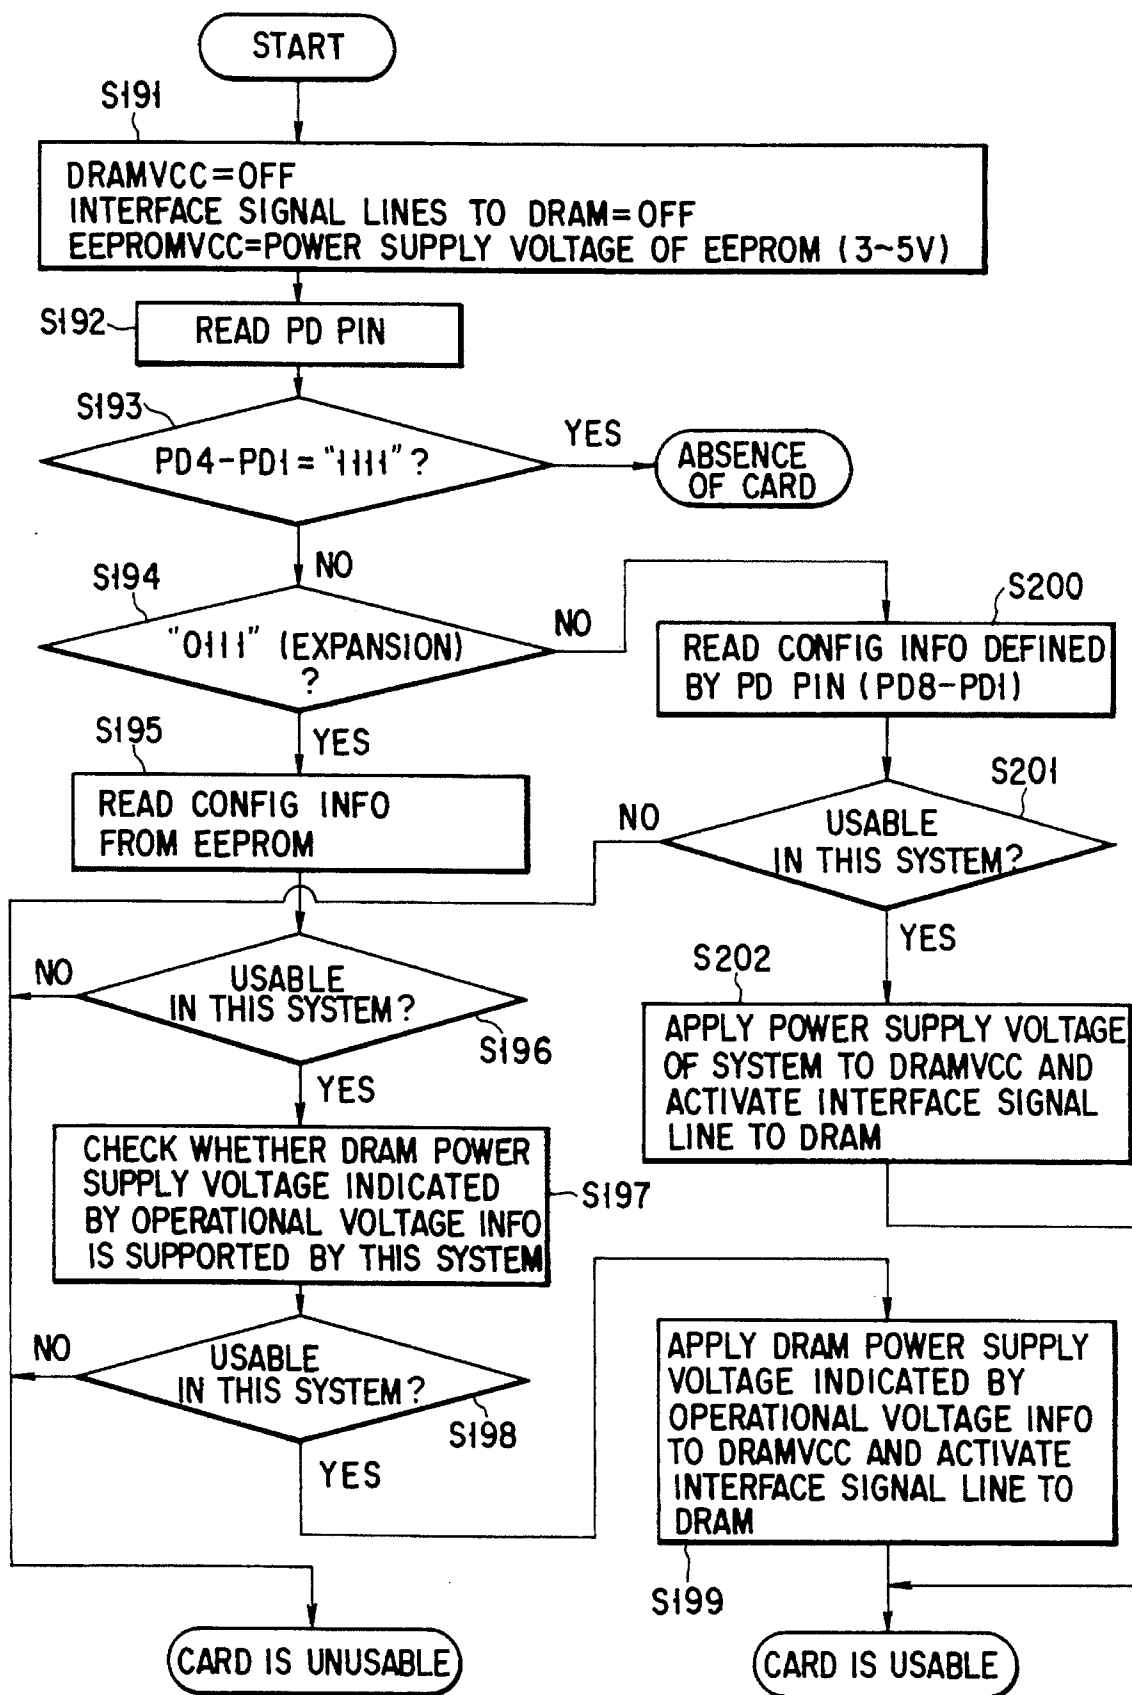 START
S191
DRAMVCC=OFF
INTERFACE SIGNAL LINES TO DRAM=OFF
EEPROMVCC=POWER SUPPLY VOLTAGE OF EEPROM (3~5V)
S192
READ PD PIN
S193
PD4-PD1="1111"?
YES
ABSENCE
OF CARD
NO
S194
"0111" (EXPANSION)
?
NO
S200
READ CONFIG INFO DEFINED
BY PD PIN (PD8-PD1)
YES
S195
READ CONFIG INFO
FROM EEPROM
S201
NO
USABLE
IN THIS SYSTEM?
YES
NO
USABLE
IN THIS SYSTEM?
S196
YES
S202
APPLY POWER SUPPLY VOLTAGE
OF SYSTEM TO DRAMVCC AND
ACTIVATE INTERFACE SIGNAL
LINE TO DRAM
CHECK WHETHER DRAM POWER
SUPPLY VOLTAGE INDICATED
BY OPERATIONAL VOLTAGE INFO
IS SUPPORTED BY THIS SYSTEM
S197
NO
USABLE
IN THIS SYSTEM?
S198
YES
APPLY DRAM POWER SUPPLY
VOLTAGE INDICATED BY
OPERATIONAL VOLTAGE INFO
TO DRAMVCC AND ACTIVATE
INTERFACE SIGNAL LINE TO
DRAM
S199
CARD IS UNUSABLE
CARD IS USABLE